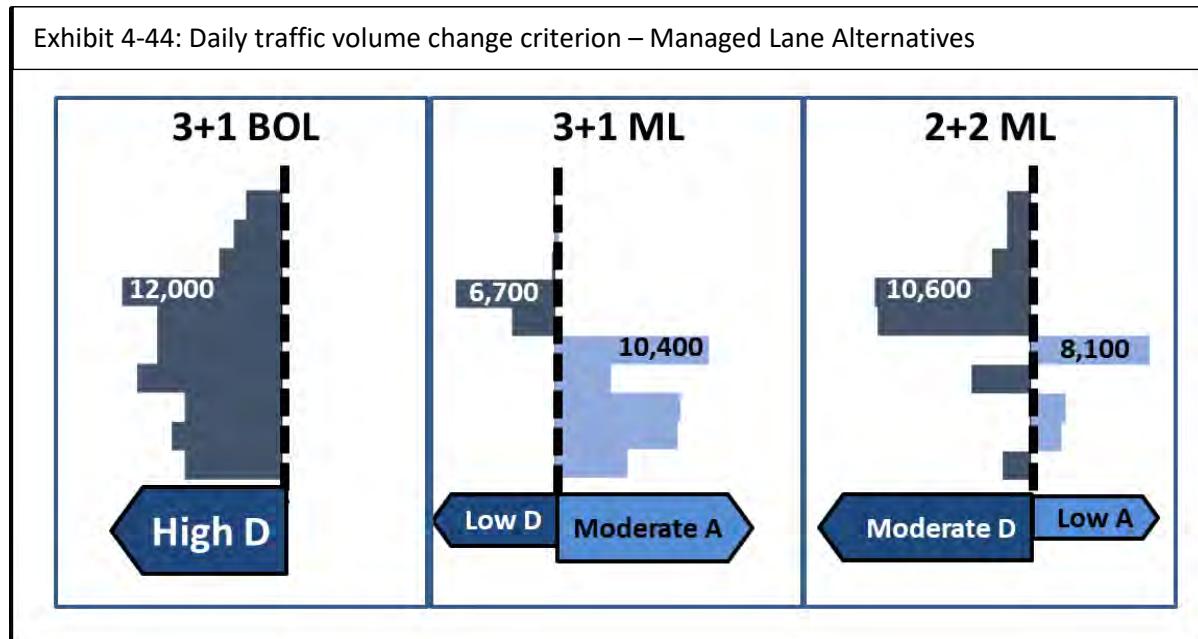 Exhibit 4-44: Daily traffic volume change criterion – Managed Lane Alternatives
3+1 BOL
12,000
High D
3+1 ML
6,700
10,400
Low D
Moderate A
2+2 ML
10,600
8,100
Moderate D
Low A